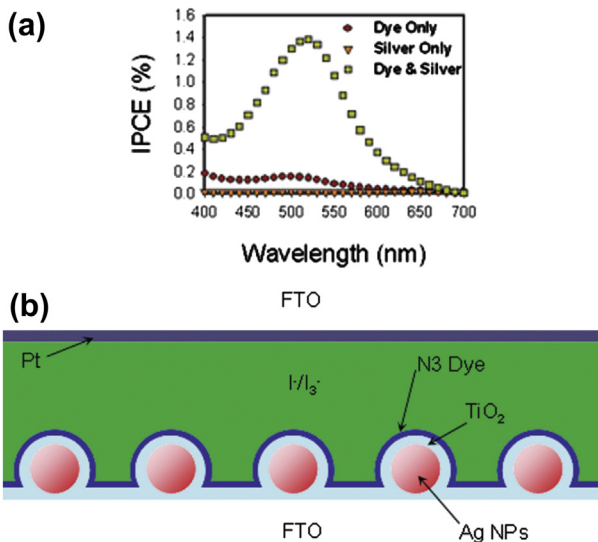 (a)
1.6
1.4
1.2
1.0
0.8
0.6
0.4
0.2
0.0
IPCE (%)
Dye Only
Silver Only
Dye & Silver
400 450 500 550 600 650 700
Wavelength (nm)
(b)
FTO
Pt
I-/I3-
N3 Dye
TiO2
FTO
Ag NPs